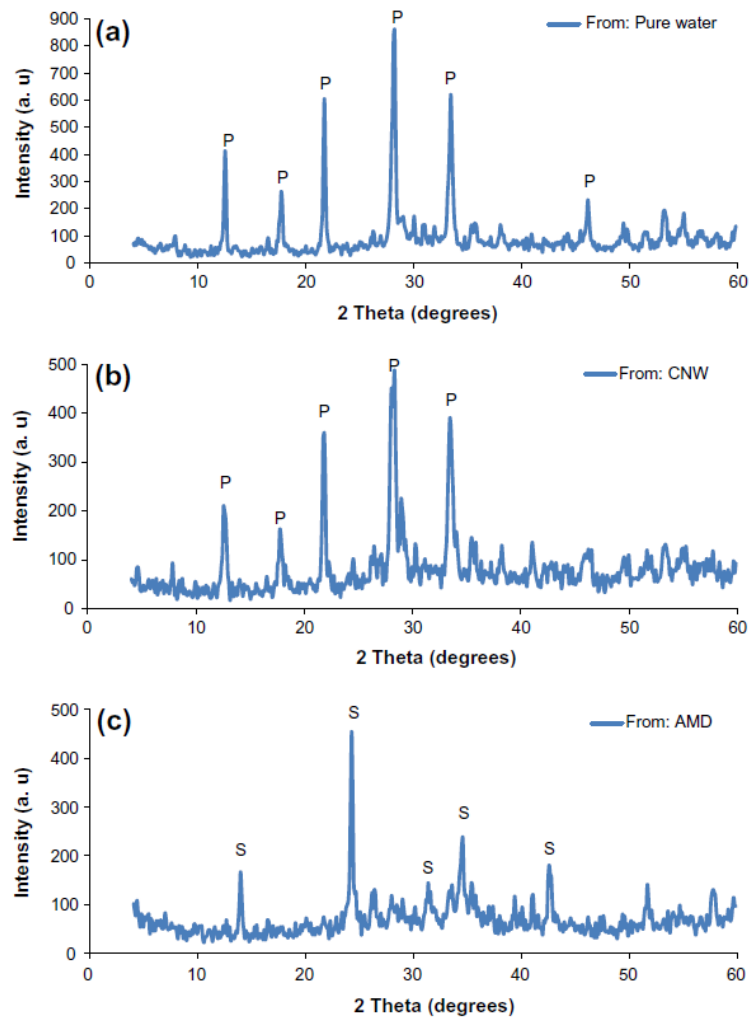 (a)
From: Pure water
Intensity (a. u)
900
800
700
600
500
400
300
200
100
0
P
P
P
P
P
P
0 10 20 30 40 50 60
2 Theta (degrees)
(b)
From: CNW
Intensity (a. u)
500
400
300
200
100
0
P
P
P
P
P
0 10 20 30 40 50 60
2 Theta (degrees)
(c)
From: AMD
Intensity (a. u)
500
400
300
200
100
0
S
S
S
S
S
0 10 20 30 40 50 60
2 Theta (degrees)